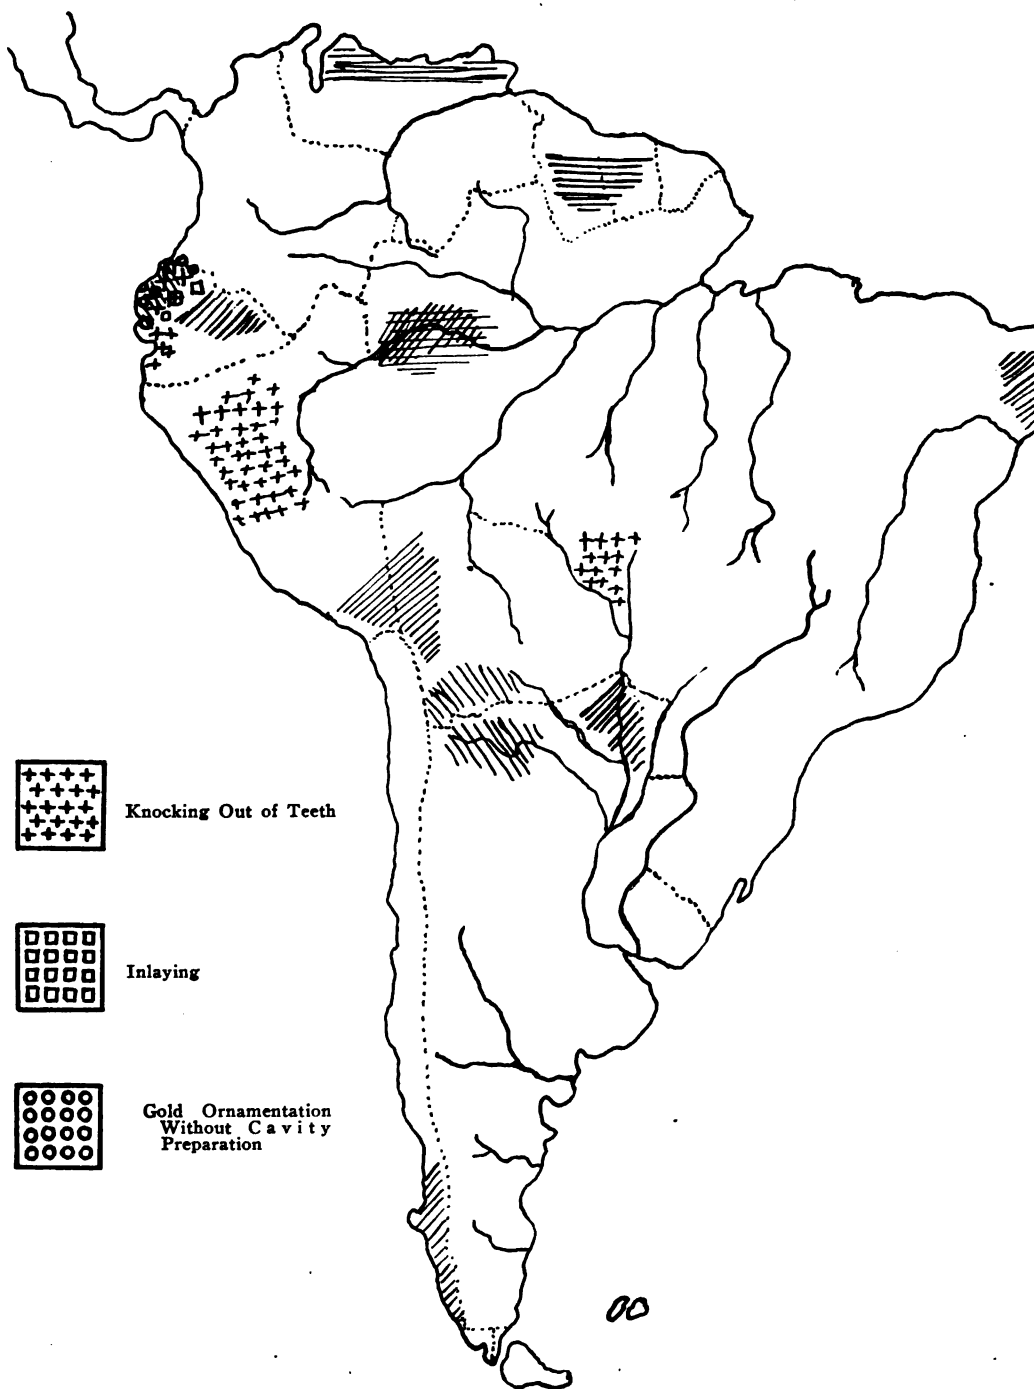 Knocking Out of Teeth
Inlaying
Gold Ornamentation
Without Cavity
Preparation